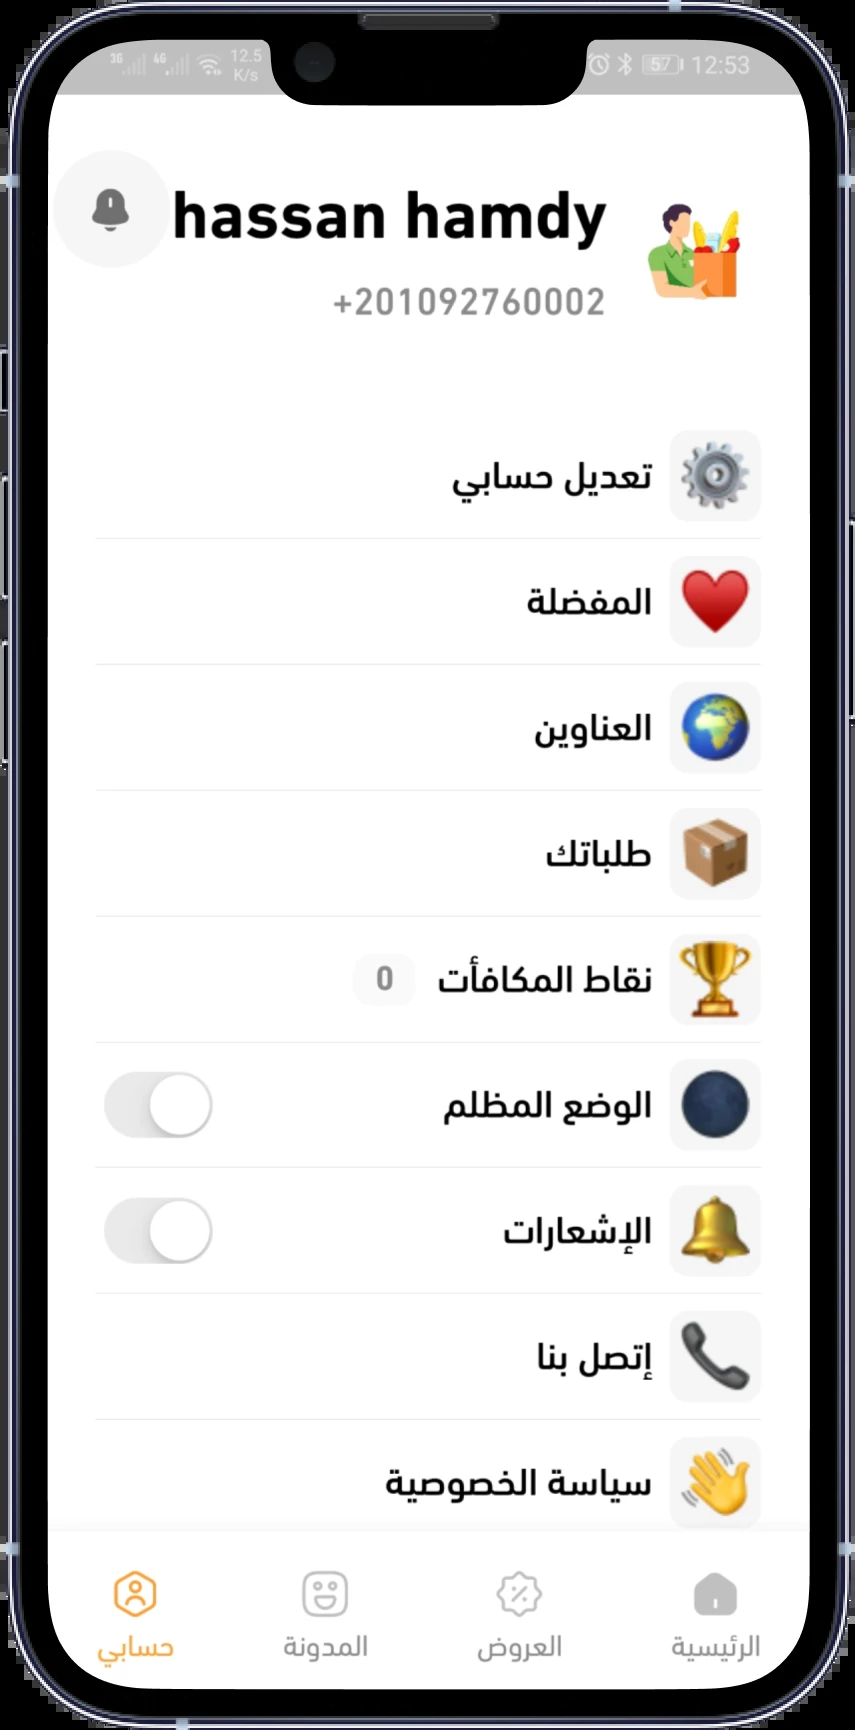 3G 4G 12.5 K/s 57 12:53
hassan hamdy
+201092760002
تعديل حسابي
المفضلة
العناوين
طلباتك
نقاط المكافأت 0
الوضع المظلم
الإشعارات
إتصل بنا
سياسة الخصوصية
الرئيسية العروض المدونة حسابي